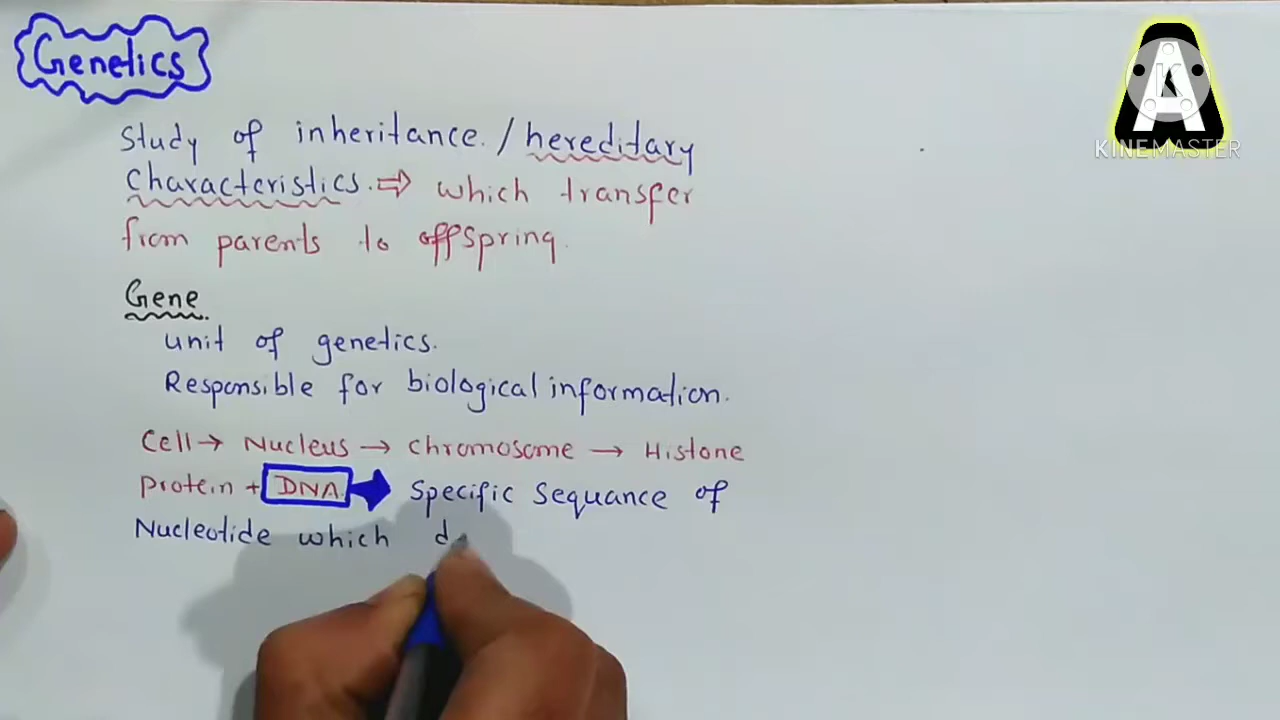 Genetics
Study of inheritance. / hereditary
Characteristics. ⇒ which transfer
from parents to offspring.
Gene
unit of genetics.
Responsible for biological information.
Cell → Nucleus → chromosome → Histone
protein + DNA → Specific Sequance of
Nucleotide which
A
K
KINEMASTER